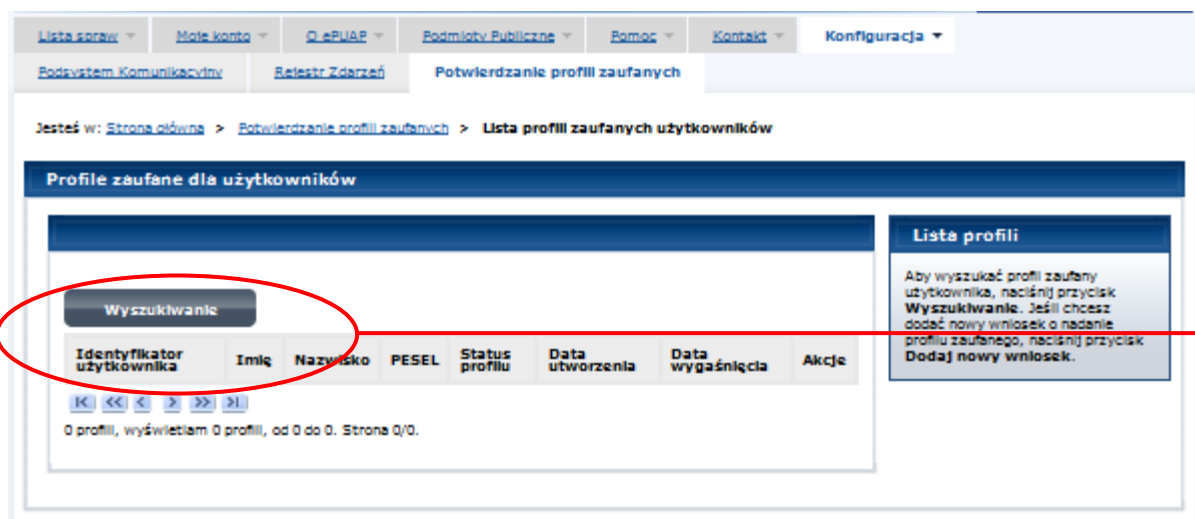 Lista spraw Moje konto O ePUAP Podmioty Publiczne Pomoc Kontakt Konfiguracja
Podsystem Komunikacyjny Rejestr Zdarzeń Potwierdzanie profili zaufanych
Jesteś w: Strona główna > Potwierdzanie profili zaufanych > Lista profili zaufanych użytkowników
Profile zaufane dla użytkowników
Wyszukiwanie
Identyfikator użytkownika Imię Nazwisko PESEL Status profilu Data utworzenia Data wygaśnięcia Akcje
0 profili, wyświetlam 0 profili, od 0 do 0. Strona 0/0.
Lista profili
Aby wyszukać profil zaufany
użytkownika, naciśnij przycisk
Wyszukiwanie. Jeśli chcesz
dodać nowy wniosek o nadanie
profilu zaufanego, naciśnij przycisk
Dodaj nowy wniosek.